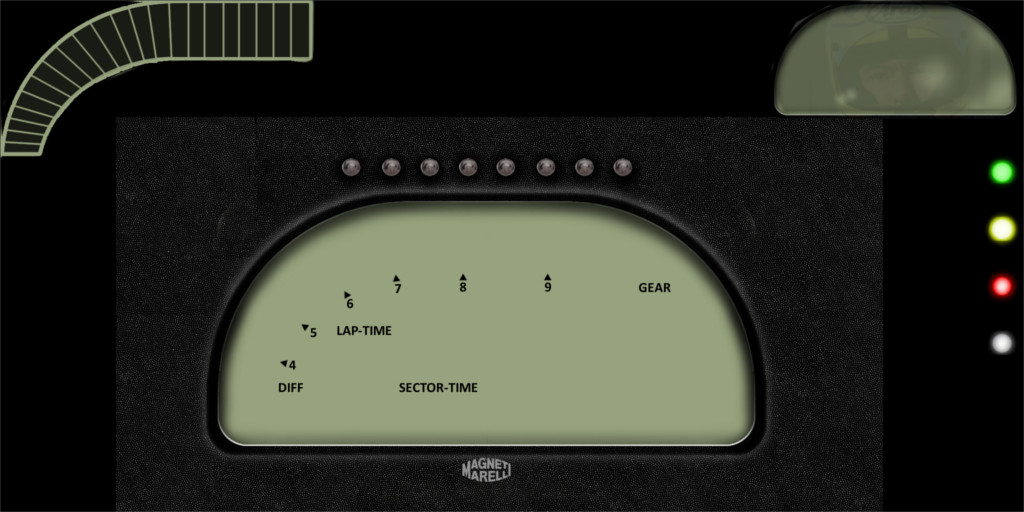 7
8
9
GEAR
6
LAP-TIME
5
4
DIFF
SECTOR-TIME
MAGNETI
MARELLI